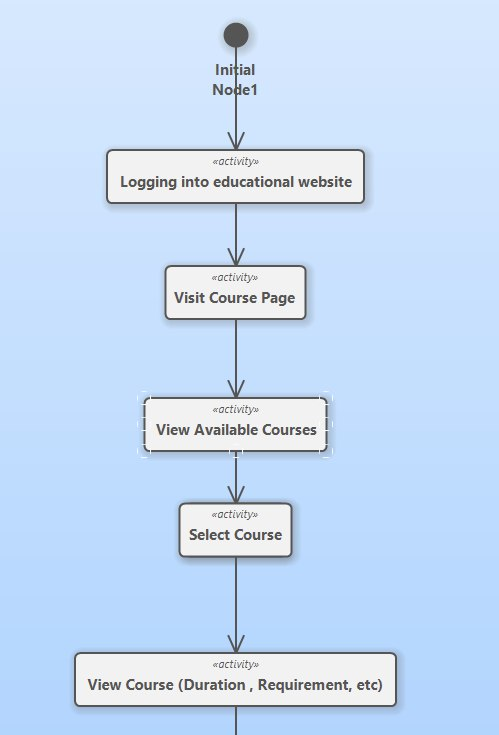 Initial
Node1
«activity»
Logging into educational website
«activity»
Visit Course Page
«activity»
View Available Courses
«activity»
Select Course
«activity»
View Course (Duration , Requirement, etc)